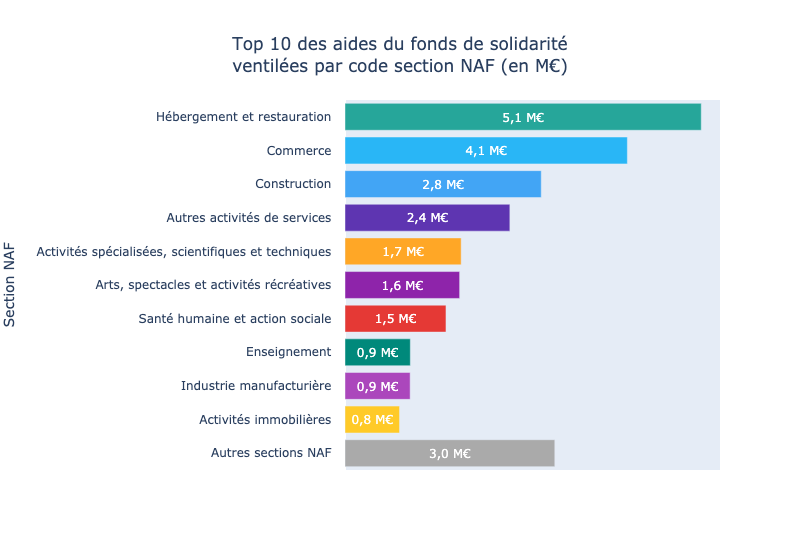 Top 10 des aides du fonds de solidarité
ventilées par code section NAF (en M€)
Section NAF
Hébergement et restauration 5,1 M€
Commerce 4,1 M€
Construction 2,8 M€
Autres activités de services 2,4 M€
Activités spécialisées, scientifiques et techniques 1,7 M€
Arts, spectacles et activités récréatives 1,6 M€
Santé humaine et action sociale 1,5 M€
Enseignement 0,9 M€
Industrie manufacturière 0,9 M€
Activités immobilières 0,8 M€
Autres sections NAF 3,0 M€